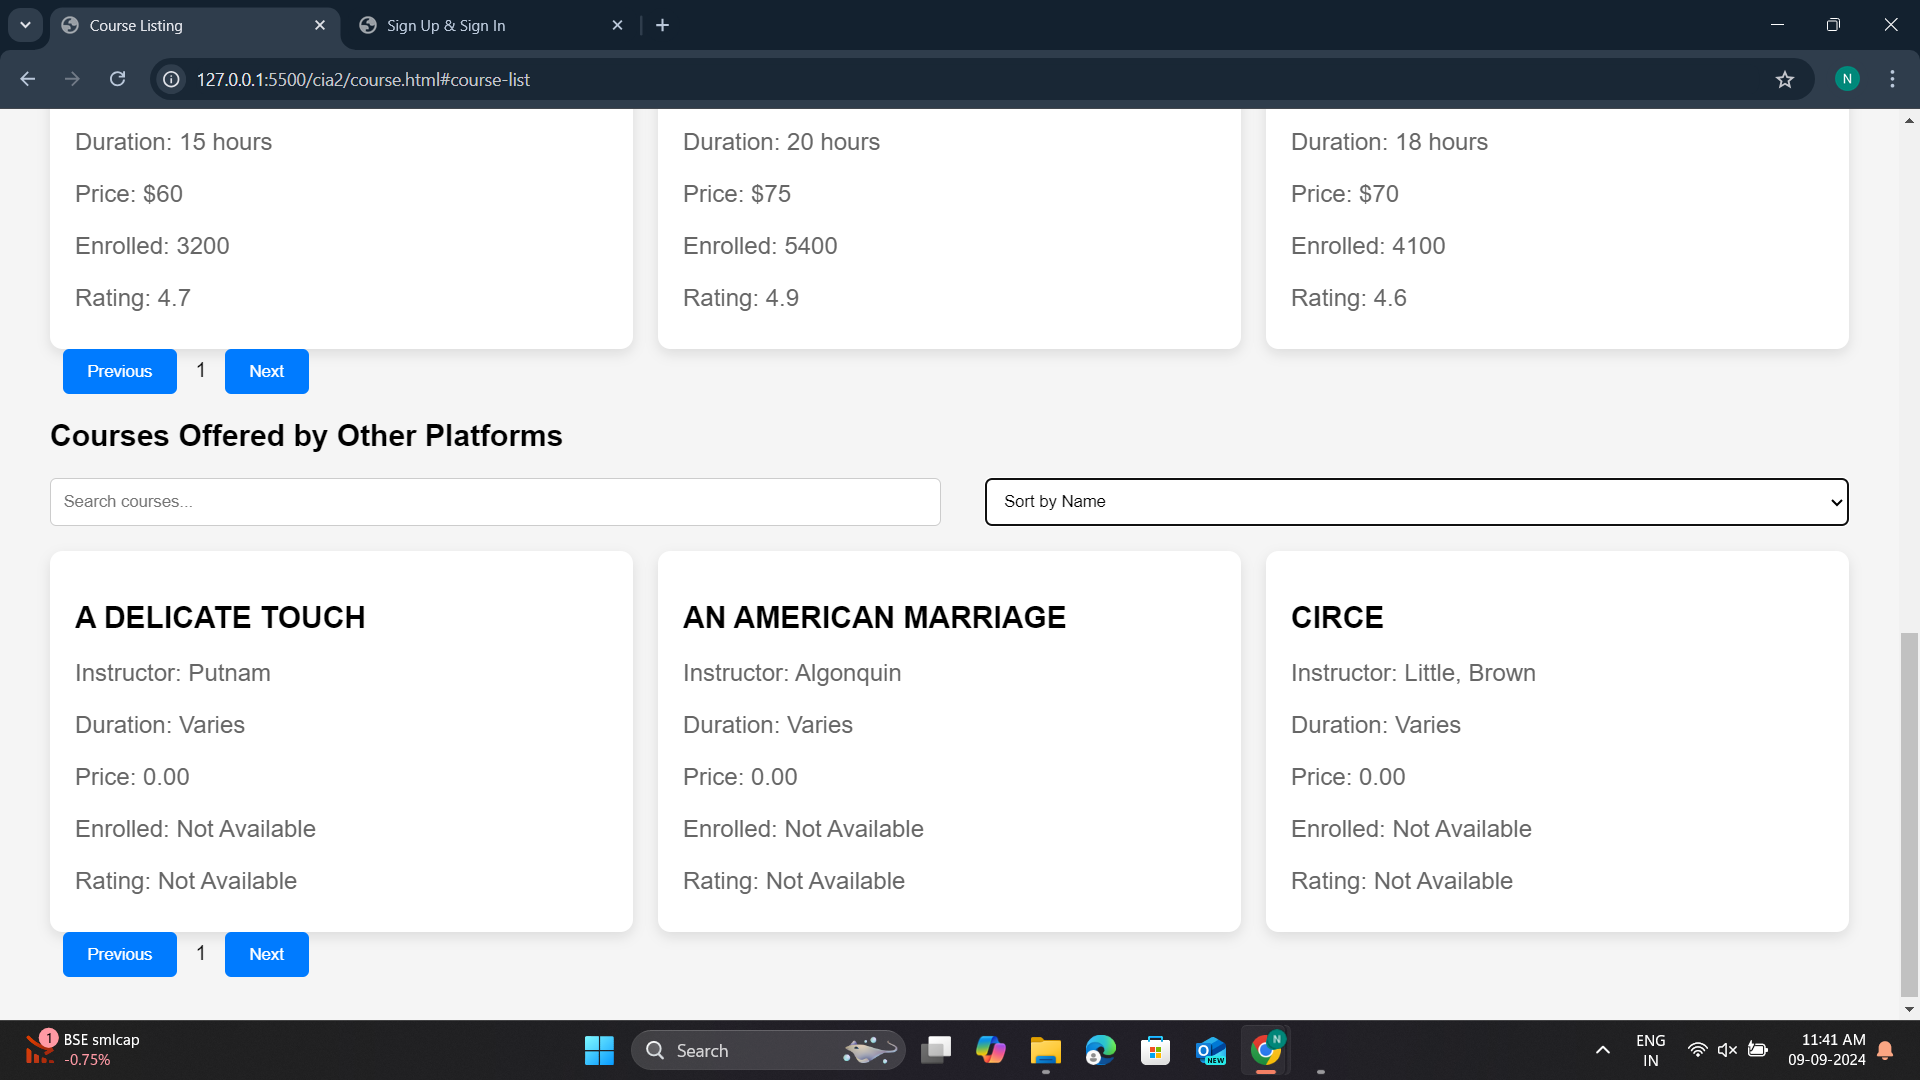 Course Listing
Sign Up & Sign In
127.0.0.1:5500/cia2/course.html#course-list
N
Duration: 15 hours
Price: $60
Enrolled: 3200
Rating: 4.7
Duration: 20 hours
Price: $75
Enrolled: 5400
Rating: 4.9
Duration: 18 hours
Price: $70
Enrolled: 4100
Rating: 4.6
Previous 1 Next
Courses Offered by Other Platforms
Search courses...
Sort by Name
A DELICATE TOUCH
Instructor: Putnam
Duration: Varies
Price: 0.00
Enrolled: Not Available
Rating: Not Available
AN AMERICAN MARRIAGE
Instructor: Algonquin
Duration: Varies
Price: 0.00
Enrolled: Not Available
Rating: Not Available
CIRCE
Instructor: Little, Brown
Duration: Varies
Price: 0.00
Enrolled: Not Available
Rating: Not Available
Previous 1 Next
1
BSE smlcap
-0.75%
Search
NEW
N
ENG
IN
11:41 AM
09-09-2024